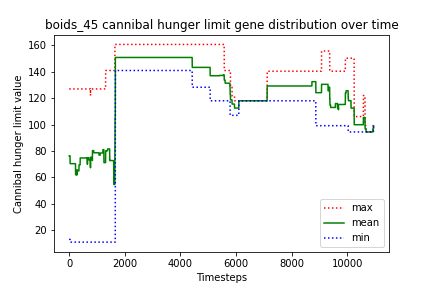 boids_45 cannibal hunger limit gene distribution over time
Cannibal hunger limit value
160
140
120
100
80
60
40
20
0
2000
4000
6000
8000
10000
Timesteps
max
mean
min